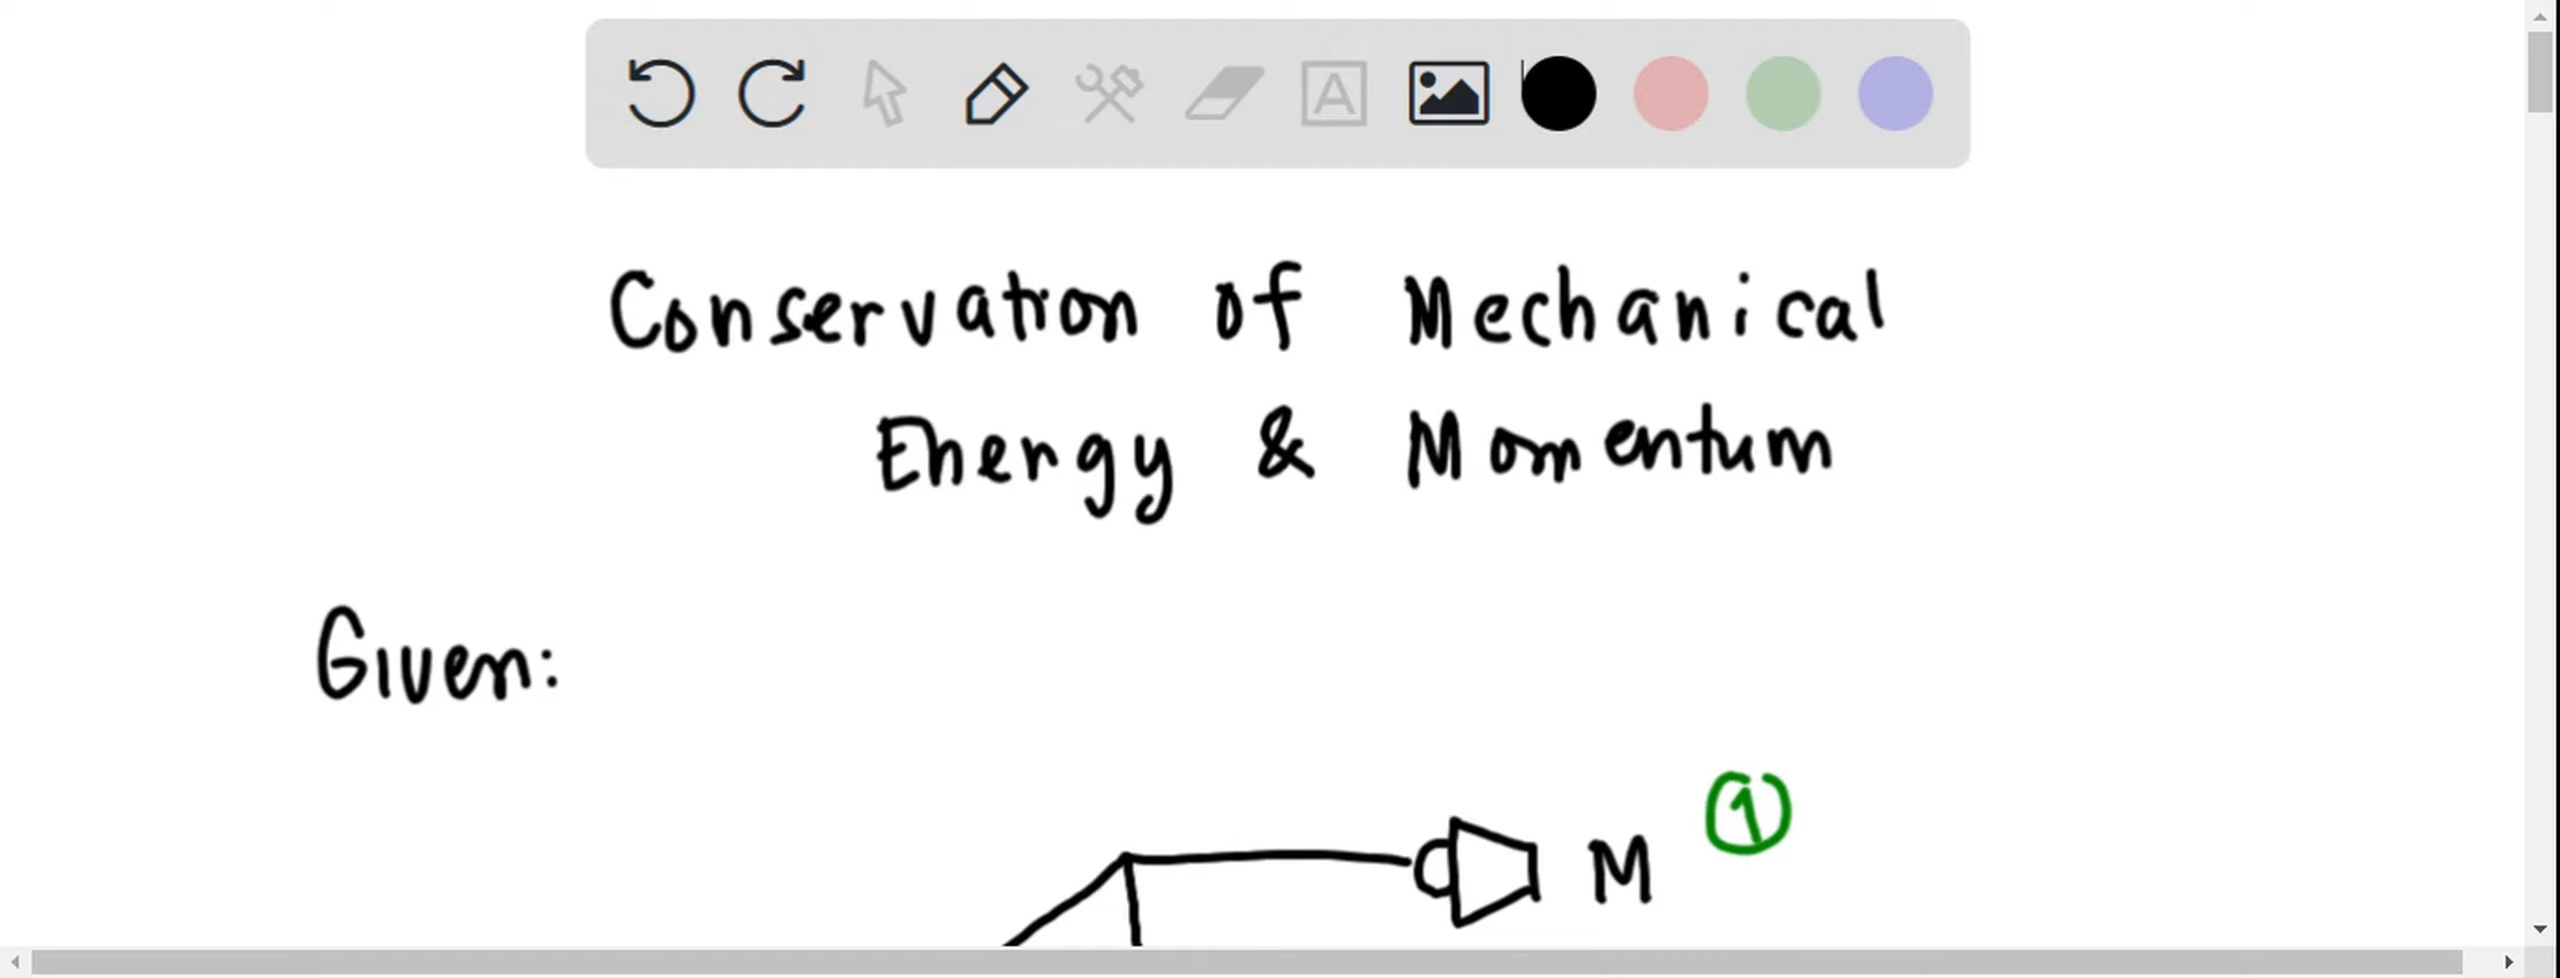 Conservation of Mechanical
Energy & Momentum
Given:
1
M